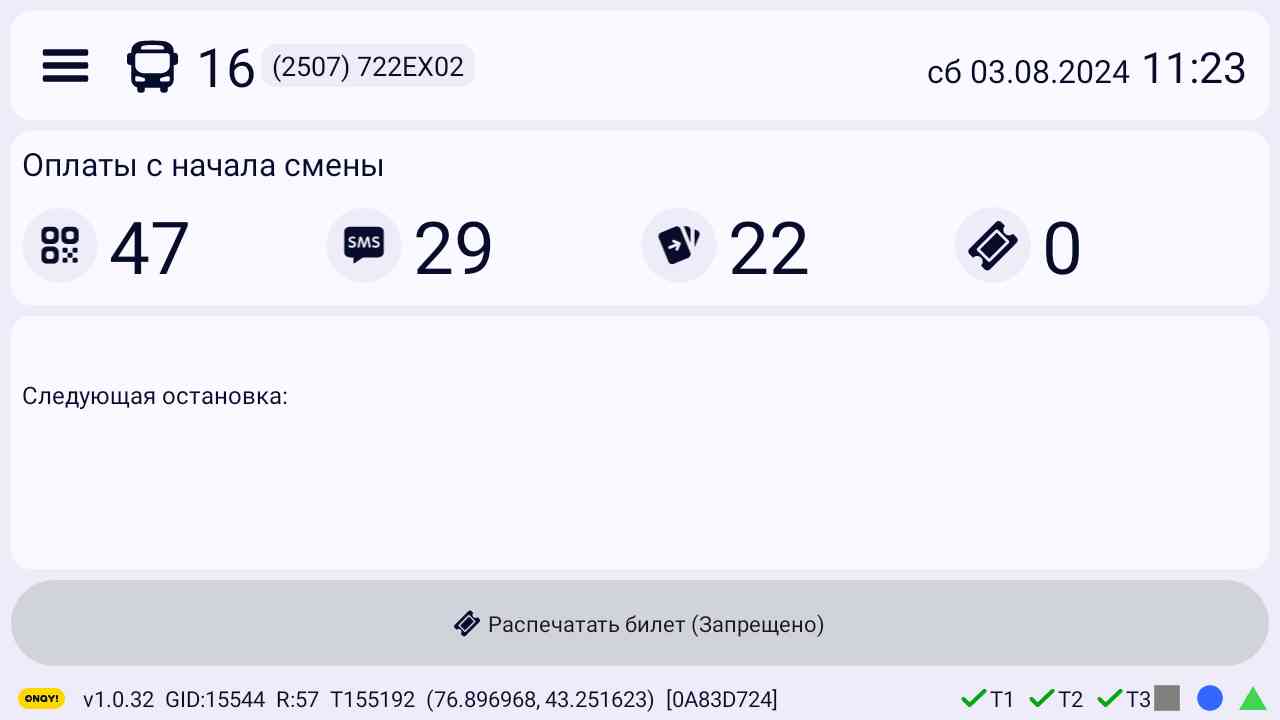 16 (2507) 722EX02 сб 03.08.2024 11:23
Оплаты с начала смены
47 SMS 29 22 0
Следующая остановка:
Распечатать билет (Запрещено)
ONAY! v1.0.32 GID:15544 R:57 T155192 (76.896968, 43.251623) [0A83D724] T1 T2 T3